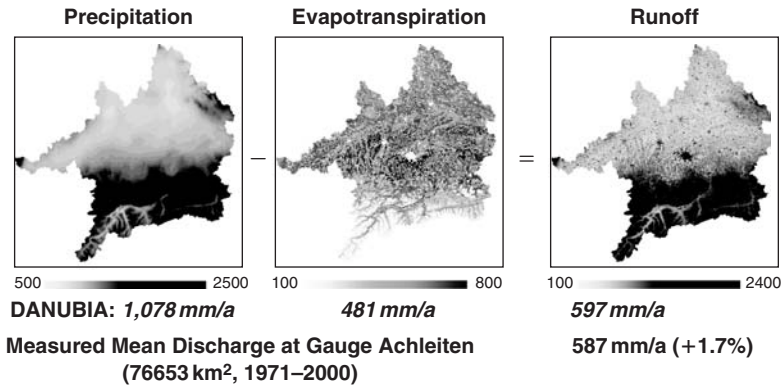 Precipitation Evapotranspiration Runoff
− =
500 2500 100 800 100 2400
DANUBIA: 1,078 mm/a 481 mm/a 597 mm/a
Measured Mean Discharge at Gauge Achleiten 587 mm/a (+1.7%)
(76653 km², 1971–2000)